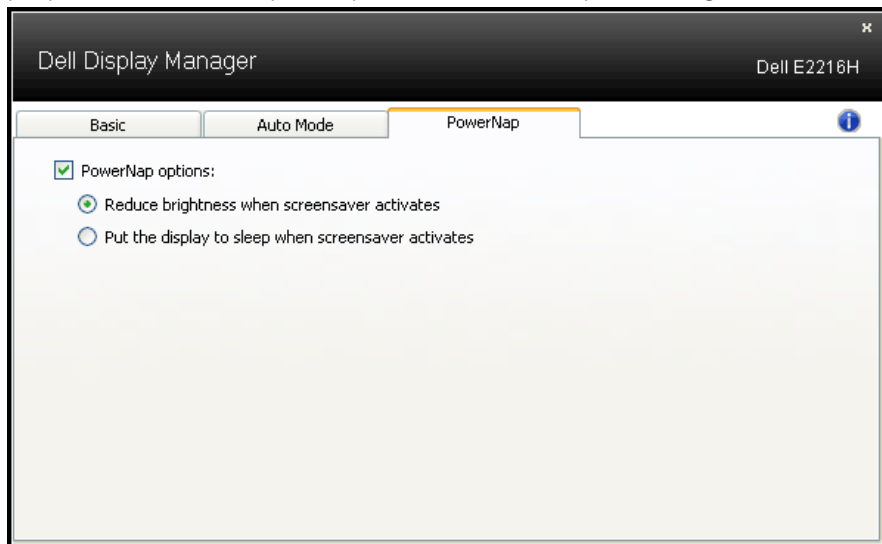 x
Dell Display Manager
Dell E2216H
Basic Auto Mode PowerNap
PowerNap options:
Reduce brightness when screensaver activates
Put the display to sleep when screensaver activates